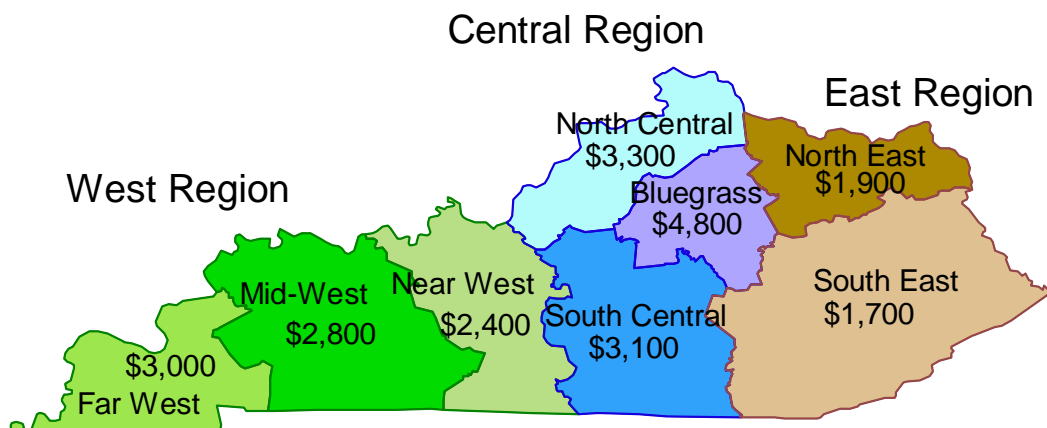 Central Region
East Region
West Region
North Central
$3,300
North East
$1,900
Bluegrass
$4,800
Mid-West
$2,800
Near West
$2,400
South Central
$3,100
South East
$1,700
$3,000
Far West